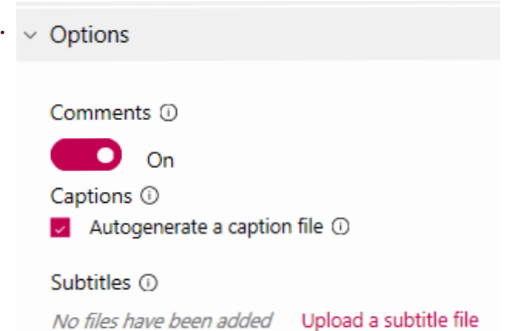 Options
Comments
On
Captions
Autogenerate a caption file
Subtitles
No files have been added Upload a subtitle file